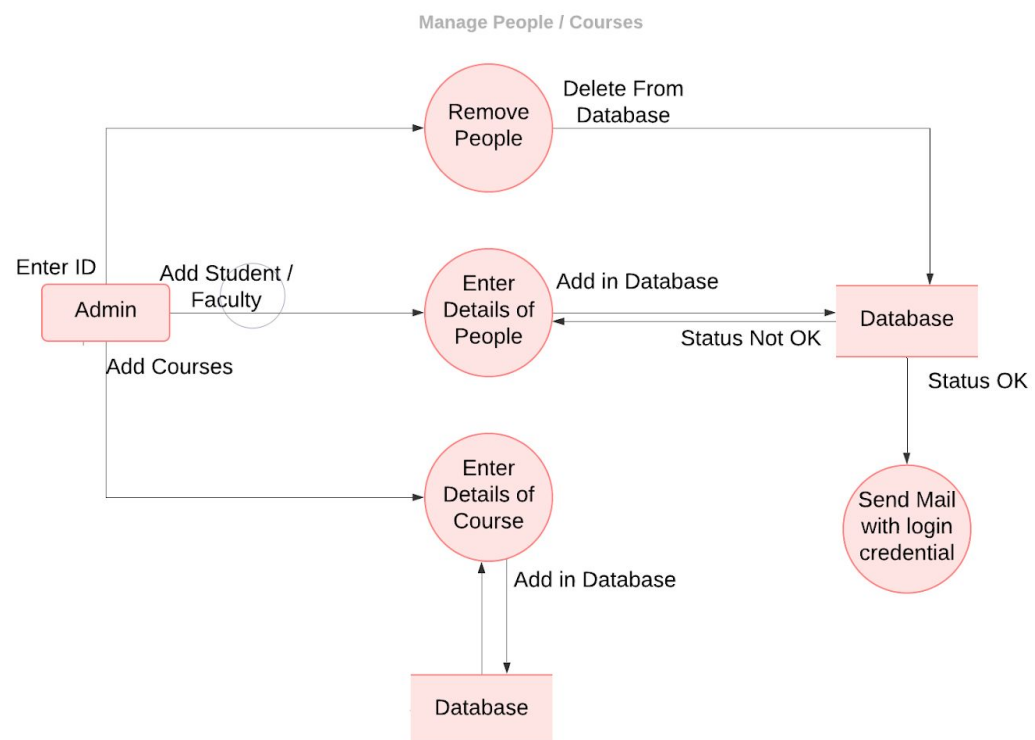 Manage People / Courses
Remove
People
Delete From
Database
Enter ID
Admin
Add Student /
Faculty
Enter
Details of
People
Add in Database
Status Not OK
Database
Add Courses
Status OK
Enter
Details of
Course
Send Mail
with login
credential
Add in Database
Database